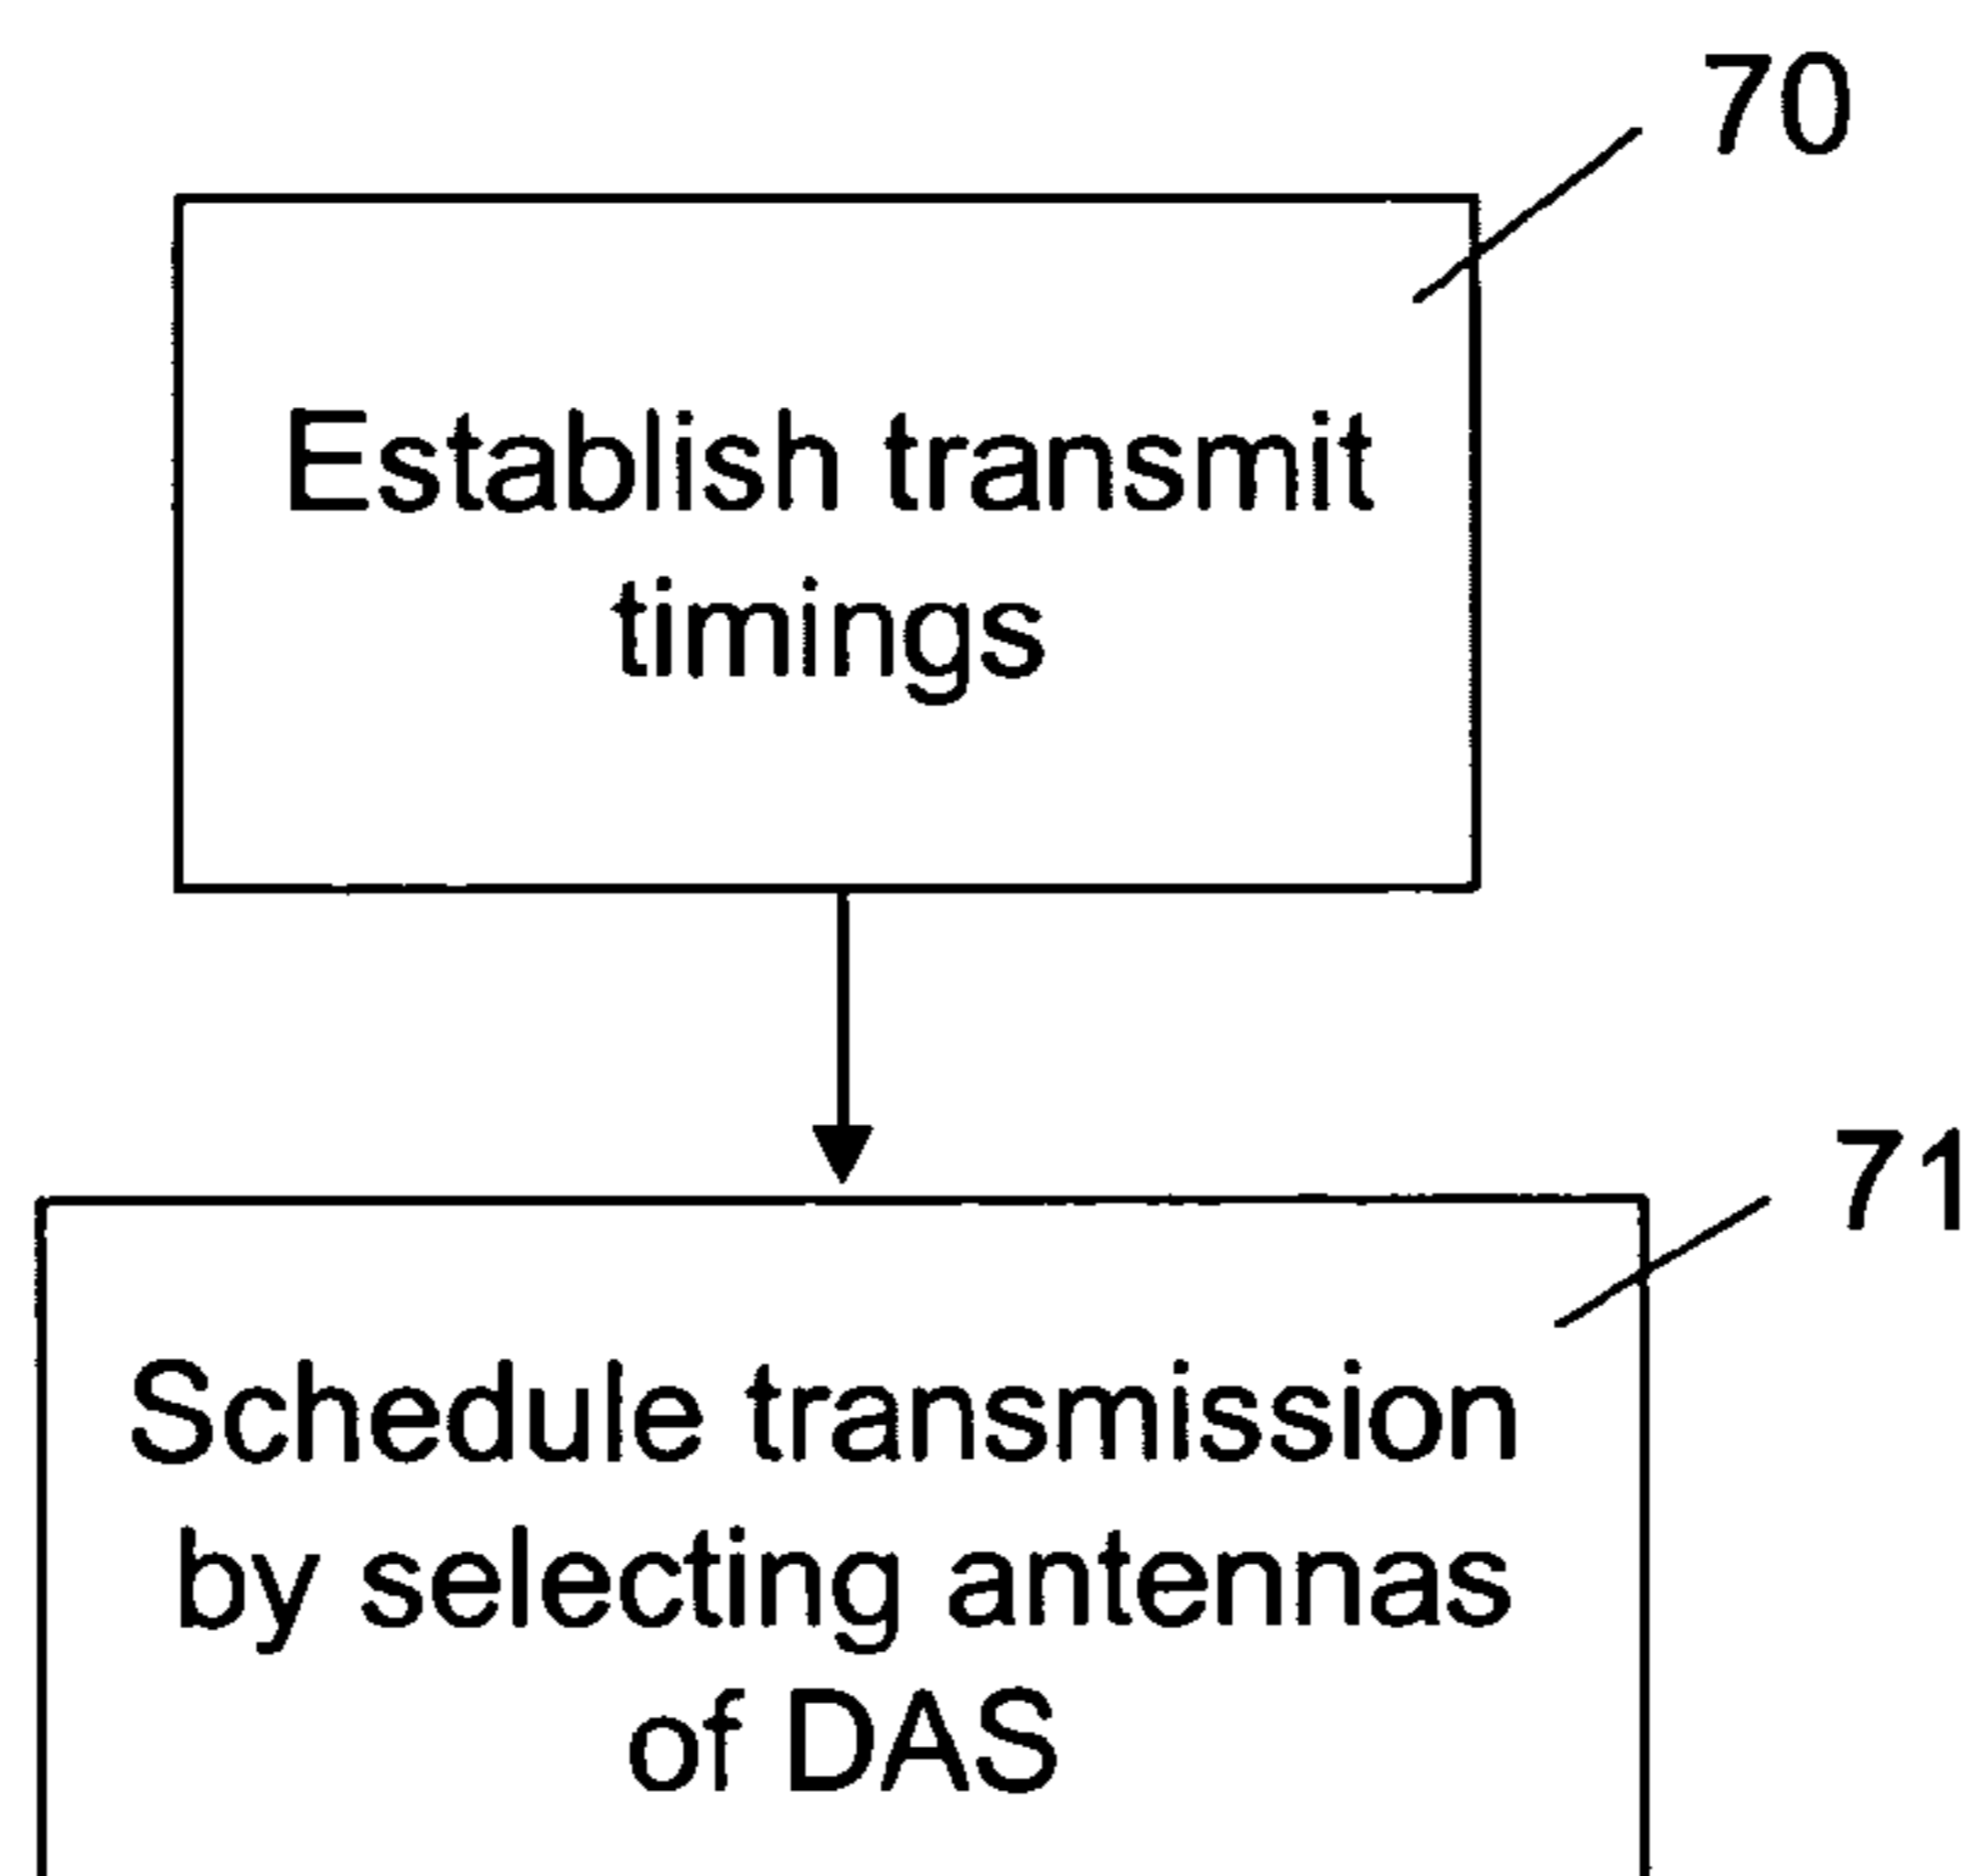 70
Establish transmit
timings
71
Schedule transmission
by selecting antennas
of DAS